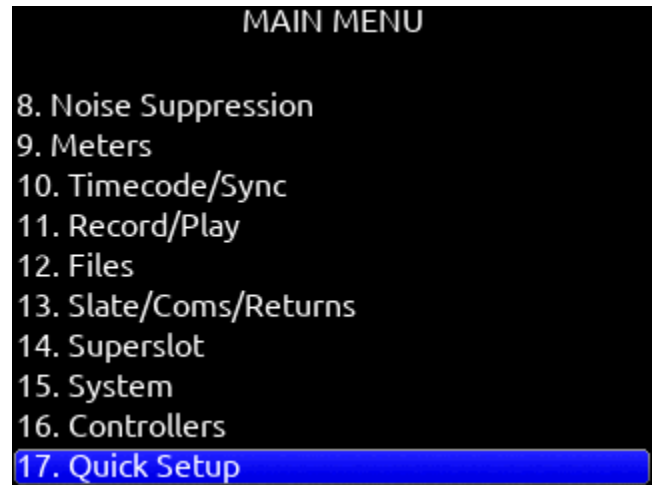 MAIN MENU
8. Noise Suppression
9. Meters
10. Timecode/Sync
11. Record/Play
12. Files
13. Slate/Coms/Returns
14. Superslot
15. System
16. Controllers
17. Quick Setup